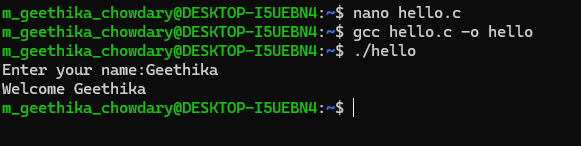 m_geethika_chowdary@DESKTOP-I5UEBN4:~$ nano hello.c
m_geethika_chowdary@DESKTOP-I5UEBN4:~$ gcc hello.c -o hello
m_geethika_chowdary@DESKTOP-I5UEBN4:~$ ./hello
Enter your name:Geethika
Welcome Geethika
m_geethika_chowdary@DESKTOP-I5UEBN4:~$